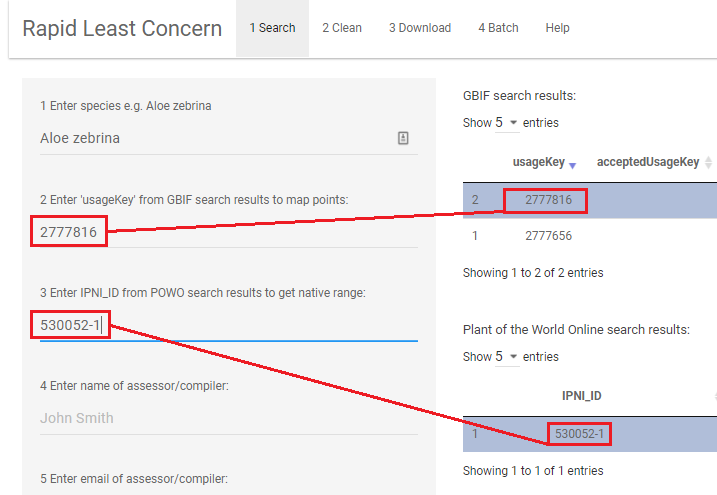 Rapid Least Concern
1 Search
2 Clean
3 Download
4 Batch
Help
1 Enter species e.g. Aloe zebrina
Aloe zebrina
2 Enter 'usageKey' from GBIF search results to map points:
2777816
3 Enter IPNI_ID from POWO search results to get native range:
530052-1
4 Enter name of assessor/compiler:
John Smith
5 Enter email of assessor/compiler:
GBIF search results:
Show 5 entries
usageKey acceptedUsageKey
2 2777816
1 2777656
Showing 1 to 2 of 2 entries
Plant of the World Online search results:
Show 5 entries
IPNI_ID
1 530052-1
Showing 1 to 1 of 1 entries